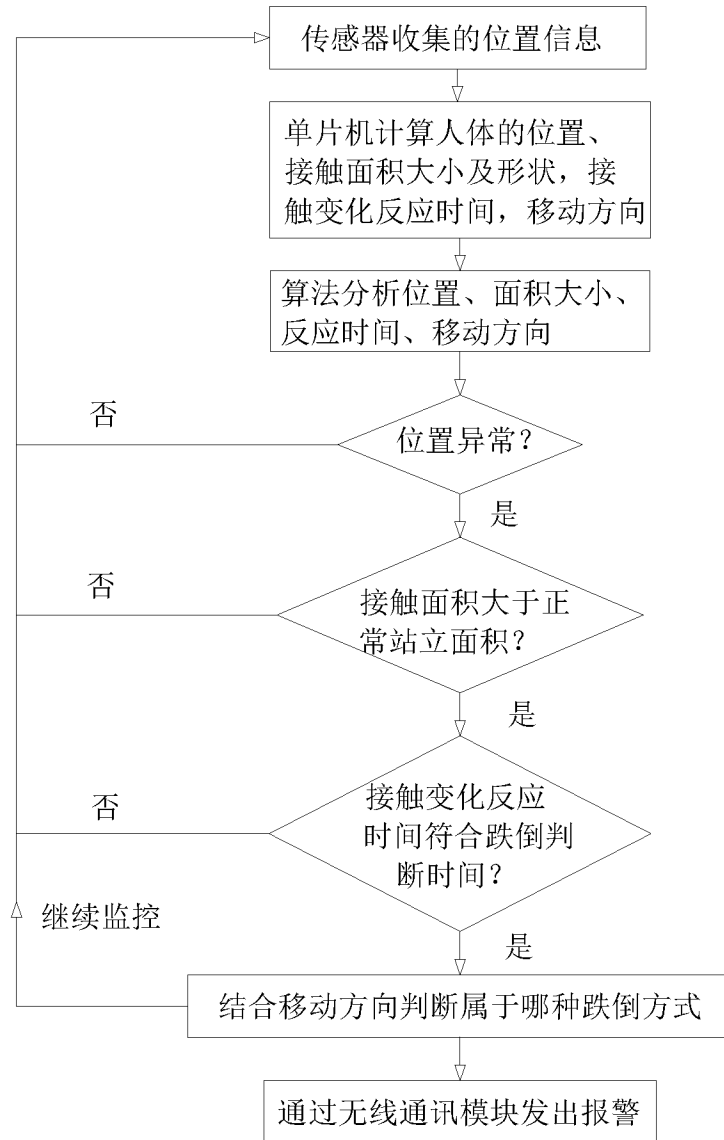 传感器收集的位置信息
单片机计算人体的位置、
接触面积大小及形状，接
触变化反应时间，移动方向
算法分析位置、面积大小、
反应时间、移动方向
否
位置异常？
是
否
接触面积大于正
常站立面积？
是
否
接触变化反应
时间符合跌倒判
断时间？
继续监控
是
结合移动方向判断属于哪种跌倒方式
通过无线通讯模块发出报警